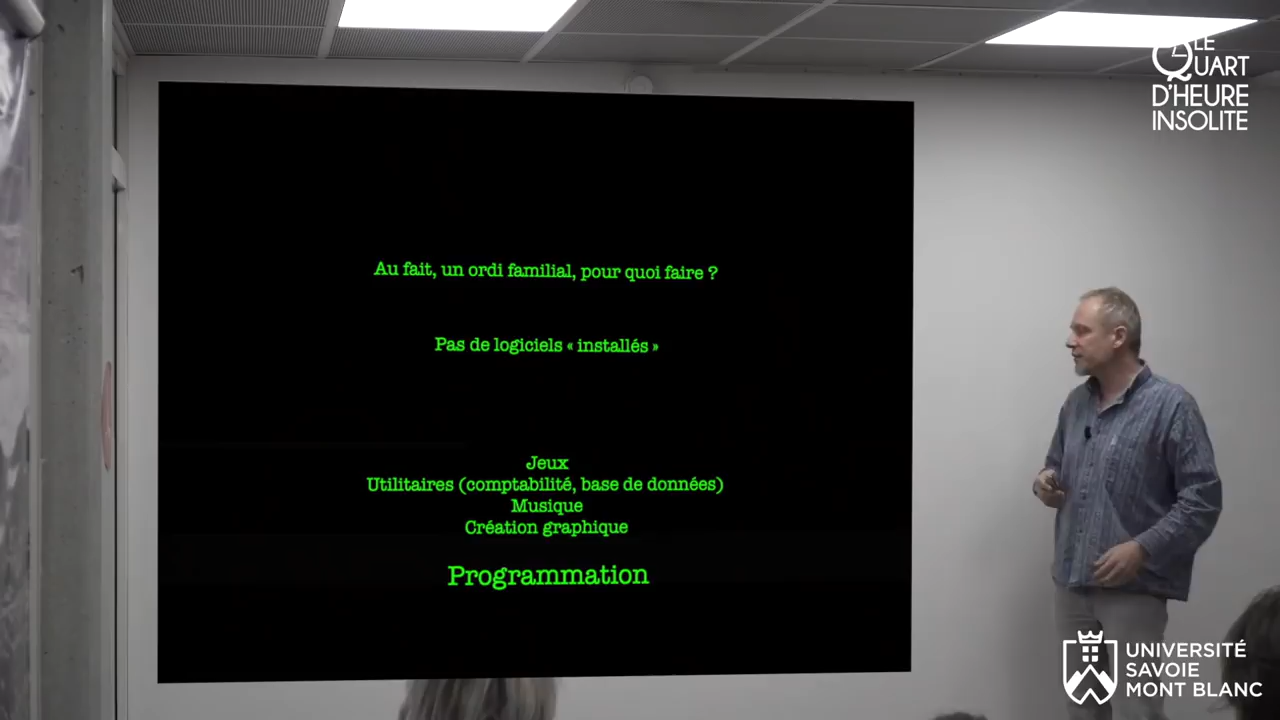 LE
QUART
D'HEURE
INSOLITE
Au fait, un ordi familial, pour quoi faire ?
Pas de logiciels « installés »
Jeux
Utilitaires (comptabilité, base de données)
Musique
Création graphique
Programmation
UNIVERSITÉ
SAVOIE
MONT BLANC